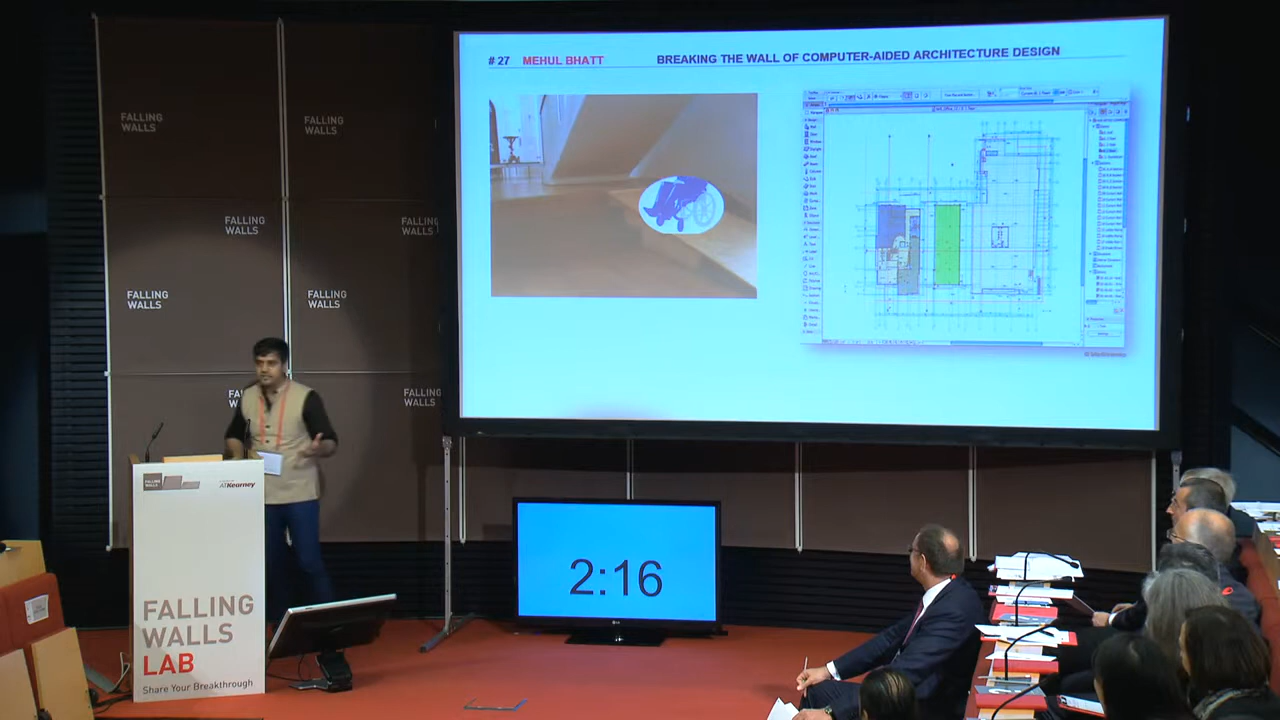 # 27 MEHUL BHATT BREAKING THE WALL OF COMPUTER-AIDED ARCHITECTURE DESIGN
FALLING
WALLS
FALLING
WALLS
FALLING
WALLS
FALLING
WALLS
FALLING
WALLS
FALLING
WALLS
FALLING
WALLS
FALLING
WALLS
ATKearney
2:16
FALLING
WALLS
LAB
Share Your Breakthrough